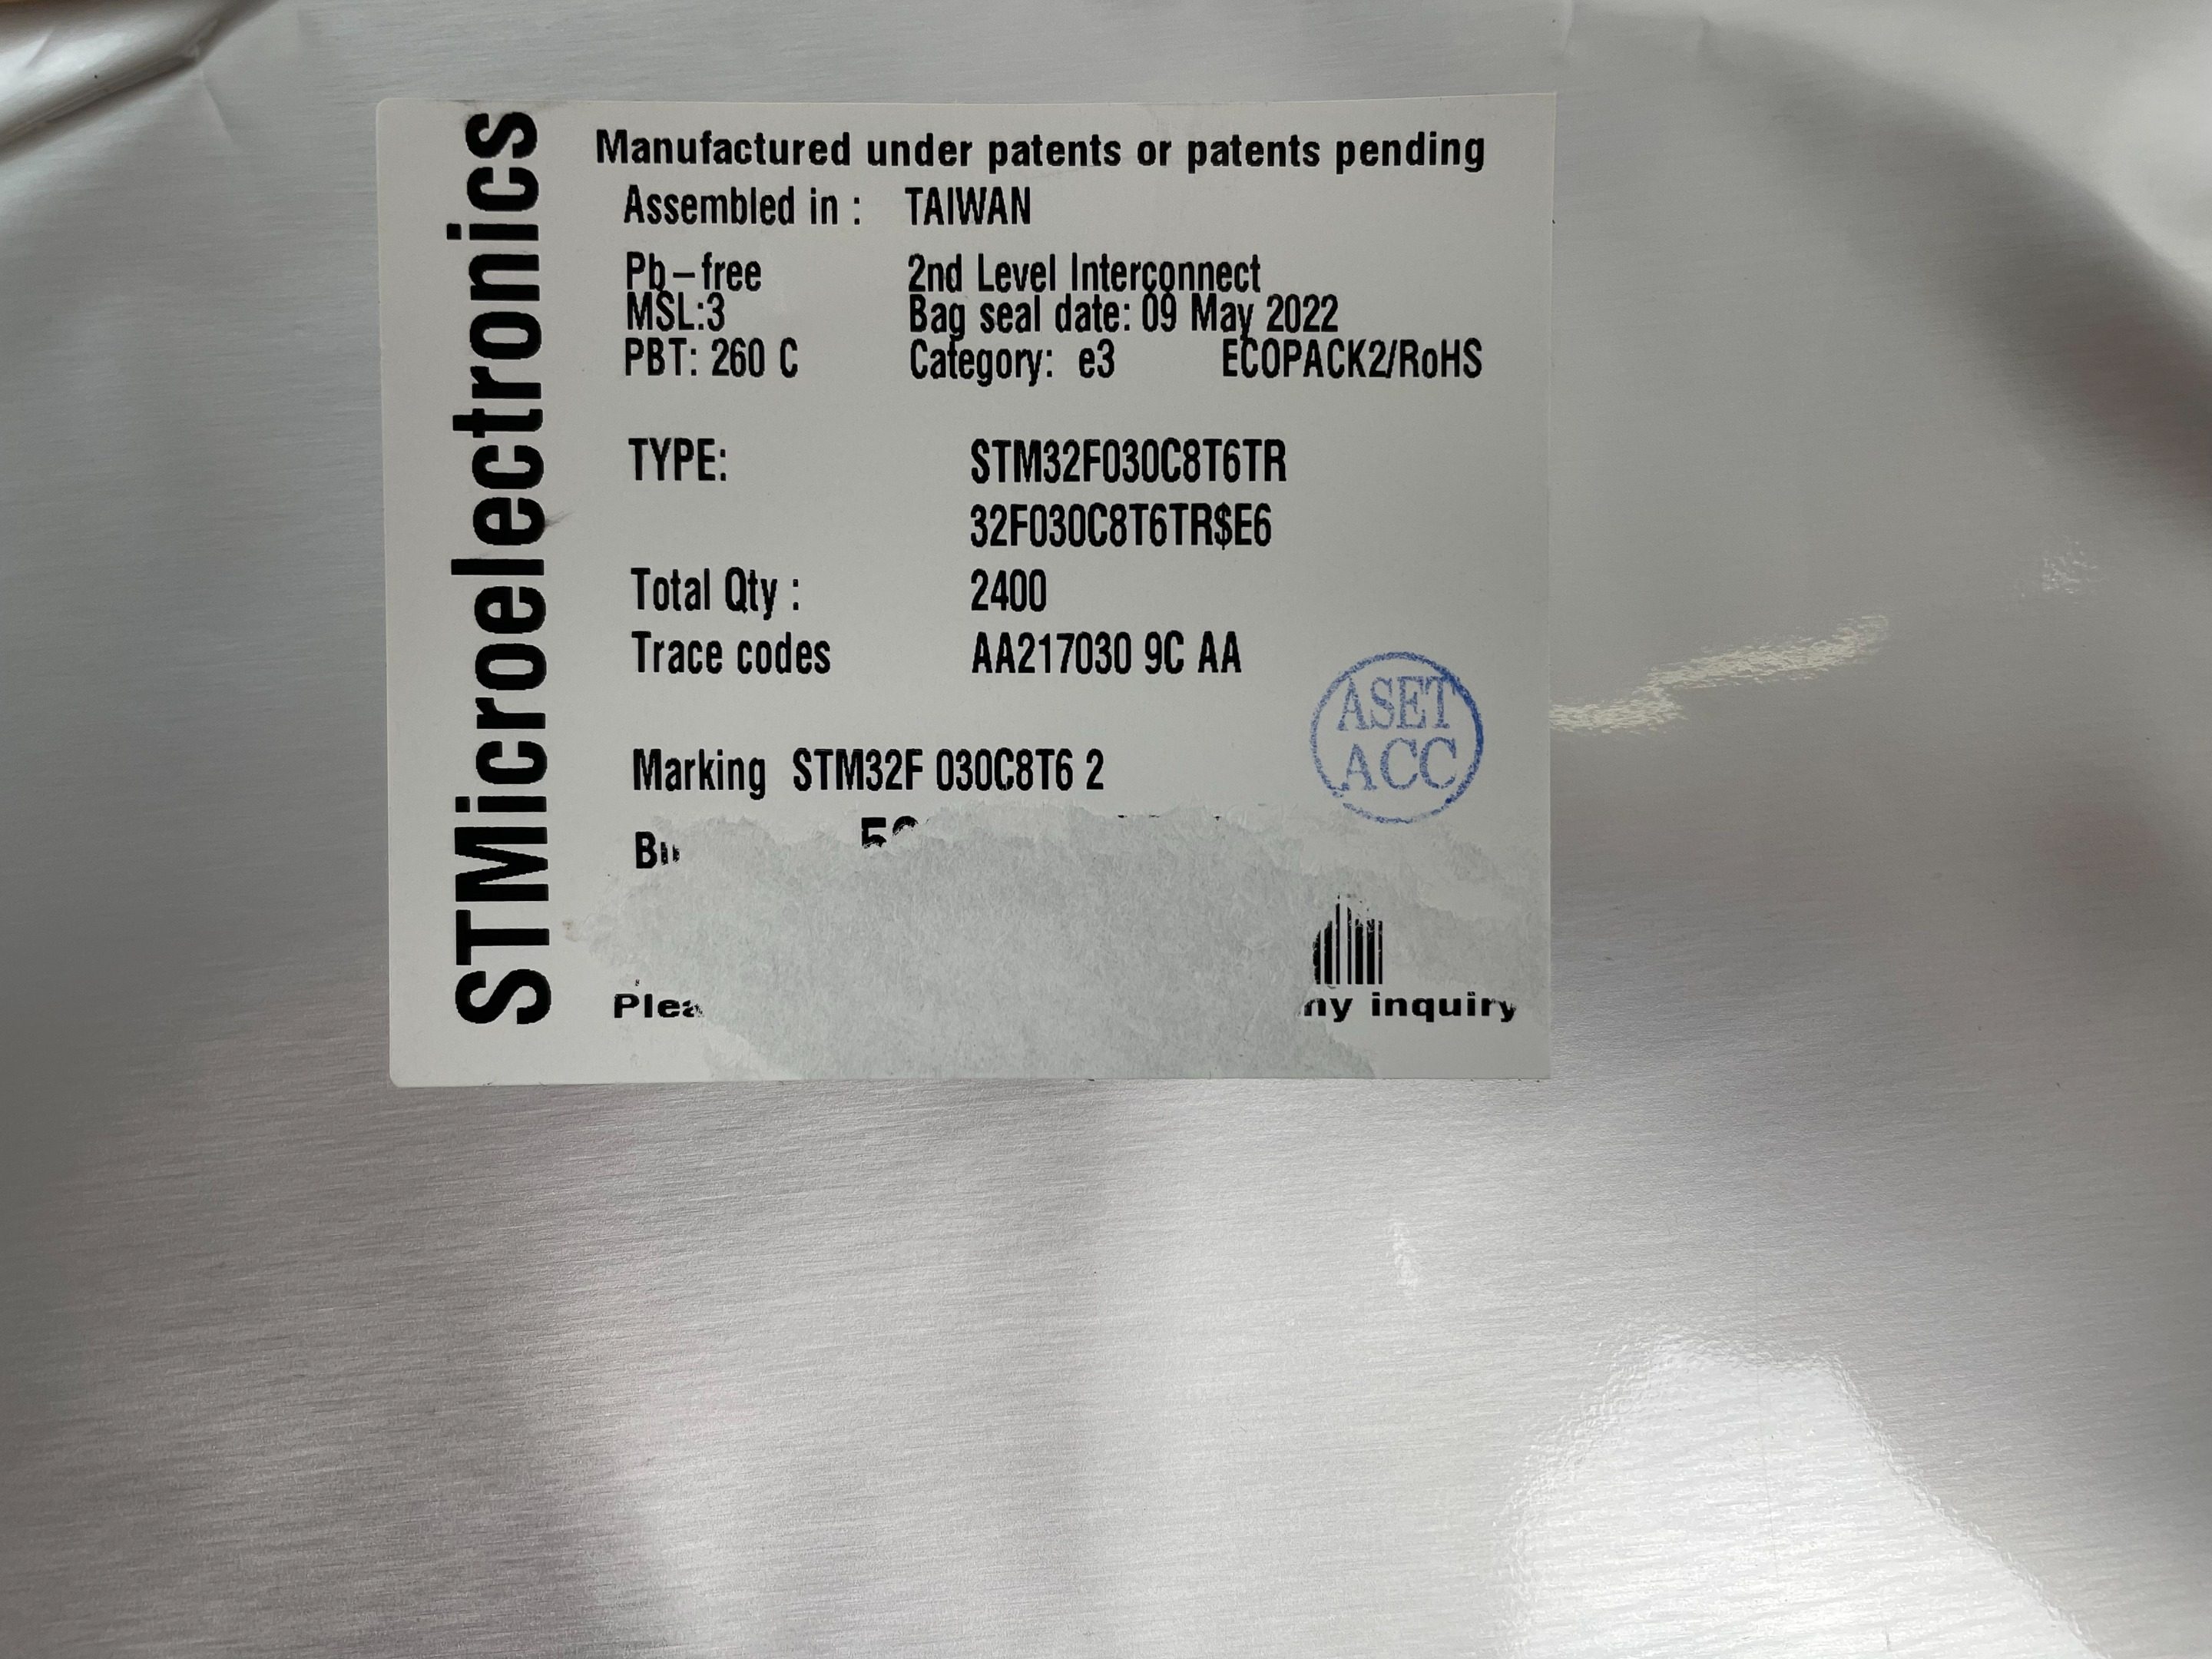 STMicroelectronics
Manufactured under patents or patents pending
Assembled in : TAIWAN
Pb-free 2nd Level Interconnect
MSL:3 Bag seal date: 09 May 2022
PBT: 260 C Category: e3 ECOPACK2/RoHS
TYPE: STM32F030C8T6TR
32F030C8T6TR$E6
Total Qty : 2400
Trace codes AA217030 9C AA
ASET
ACC
Marking STM32F 030C8T6 2
inquiry